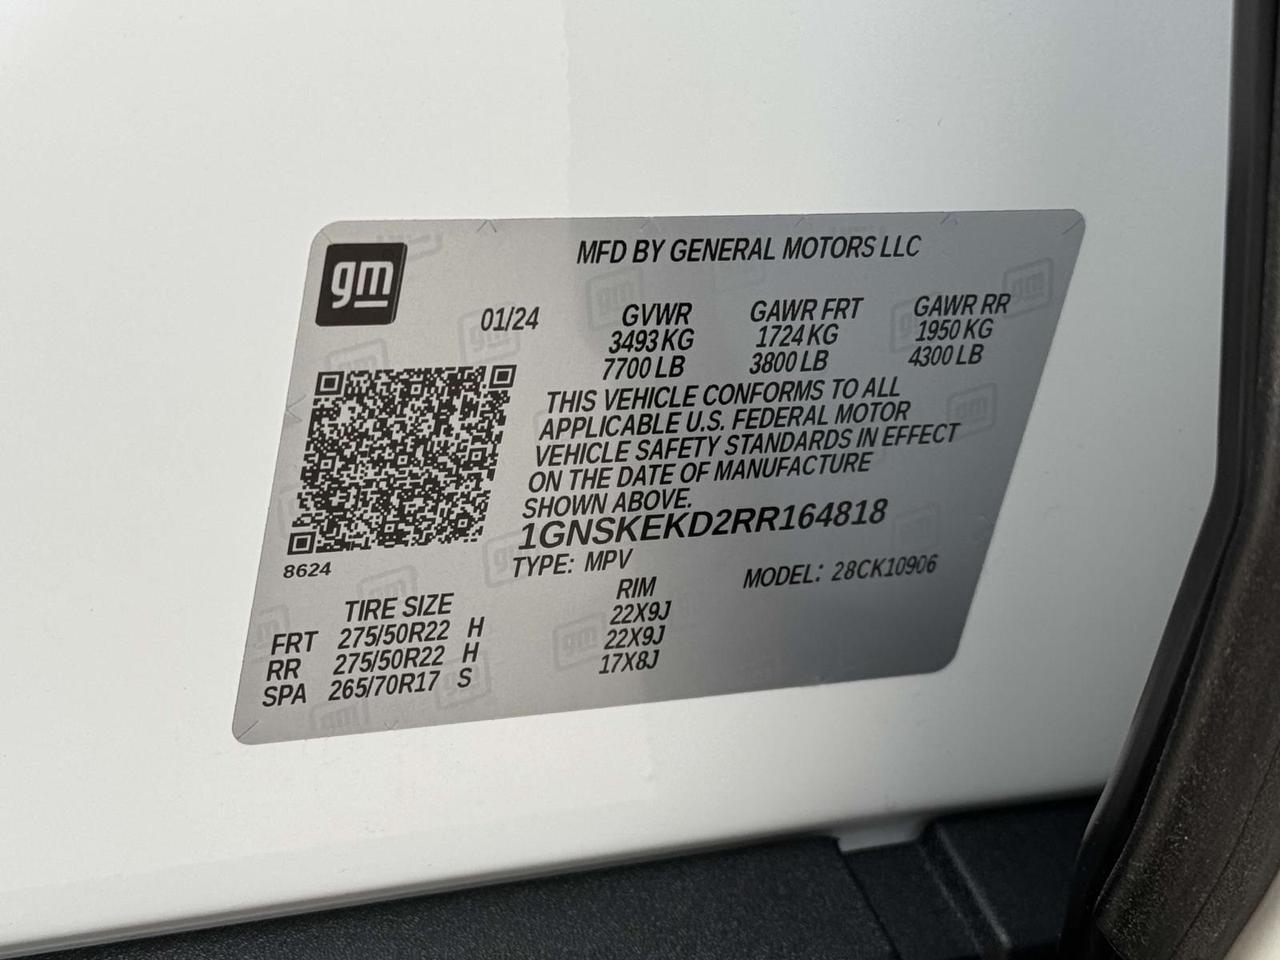 gm
MFD BY GENERAL MOTORS LLC
01/24 GVWR GAWR FRT GAWR RR
3493 KG 1724 KG 1950 KG
7700 LB 3800 LB 4300 LB
THIS VEHICLE CONFORMS TO ALL
APPLICABLE U.S. FEDERAL MOTOR
VEHICLE SAFETY STANDARDS IN EFFECT
ON THE DATE OF MANUFACTURE
SHOWN ABOVE.
1GNSKEKD2RR164818
8624
TYPE: MPV MODEL: 28CK10906
TIRE SIZE RIM
FRT 275/50R22 H 22X9J
RR 275/50R22 H 22X9J
SPA 265/70R17 S 17X8J